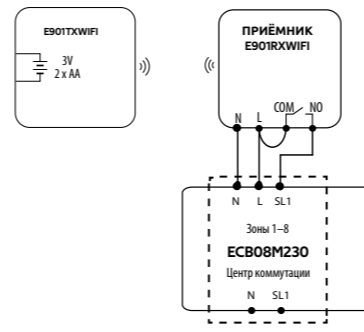 E901TXWIFI
3V
2 x AA
ПРИЁМНИК
E901RXWIFI
COM NO
N L
N L SL1
Зоны 1–8
ECB08M230
Центр коммутации
N SL1